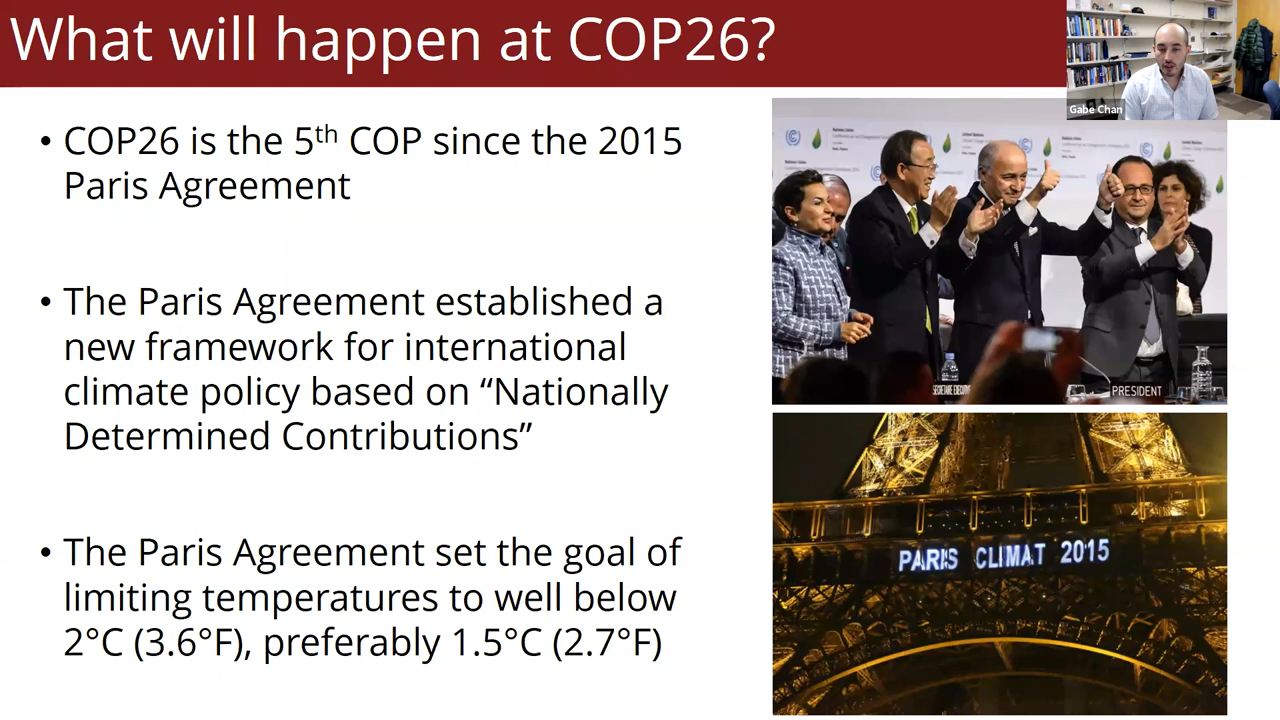 What will happen at COP26?
Gabe Chan
• COP26 is the 5th COP since the 2015
Paris Agreement
• The Paris Agreement established a
new framework for international
climate policy based on “Nationally
Determined Contributions”
• The Paris Agreement set the goal of
limiting temperatures to well below
2°C (3.6°F), preferably 1.5°C (2.7°F)
PRESIDENT
PARIS CLIMAT 2015